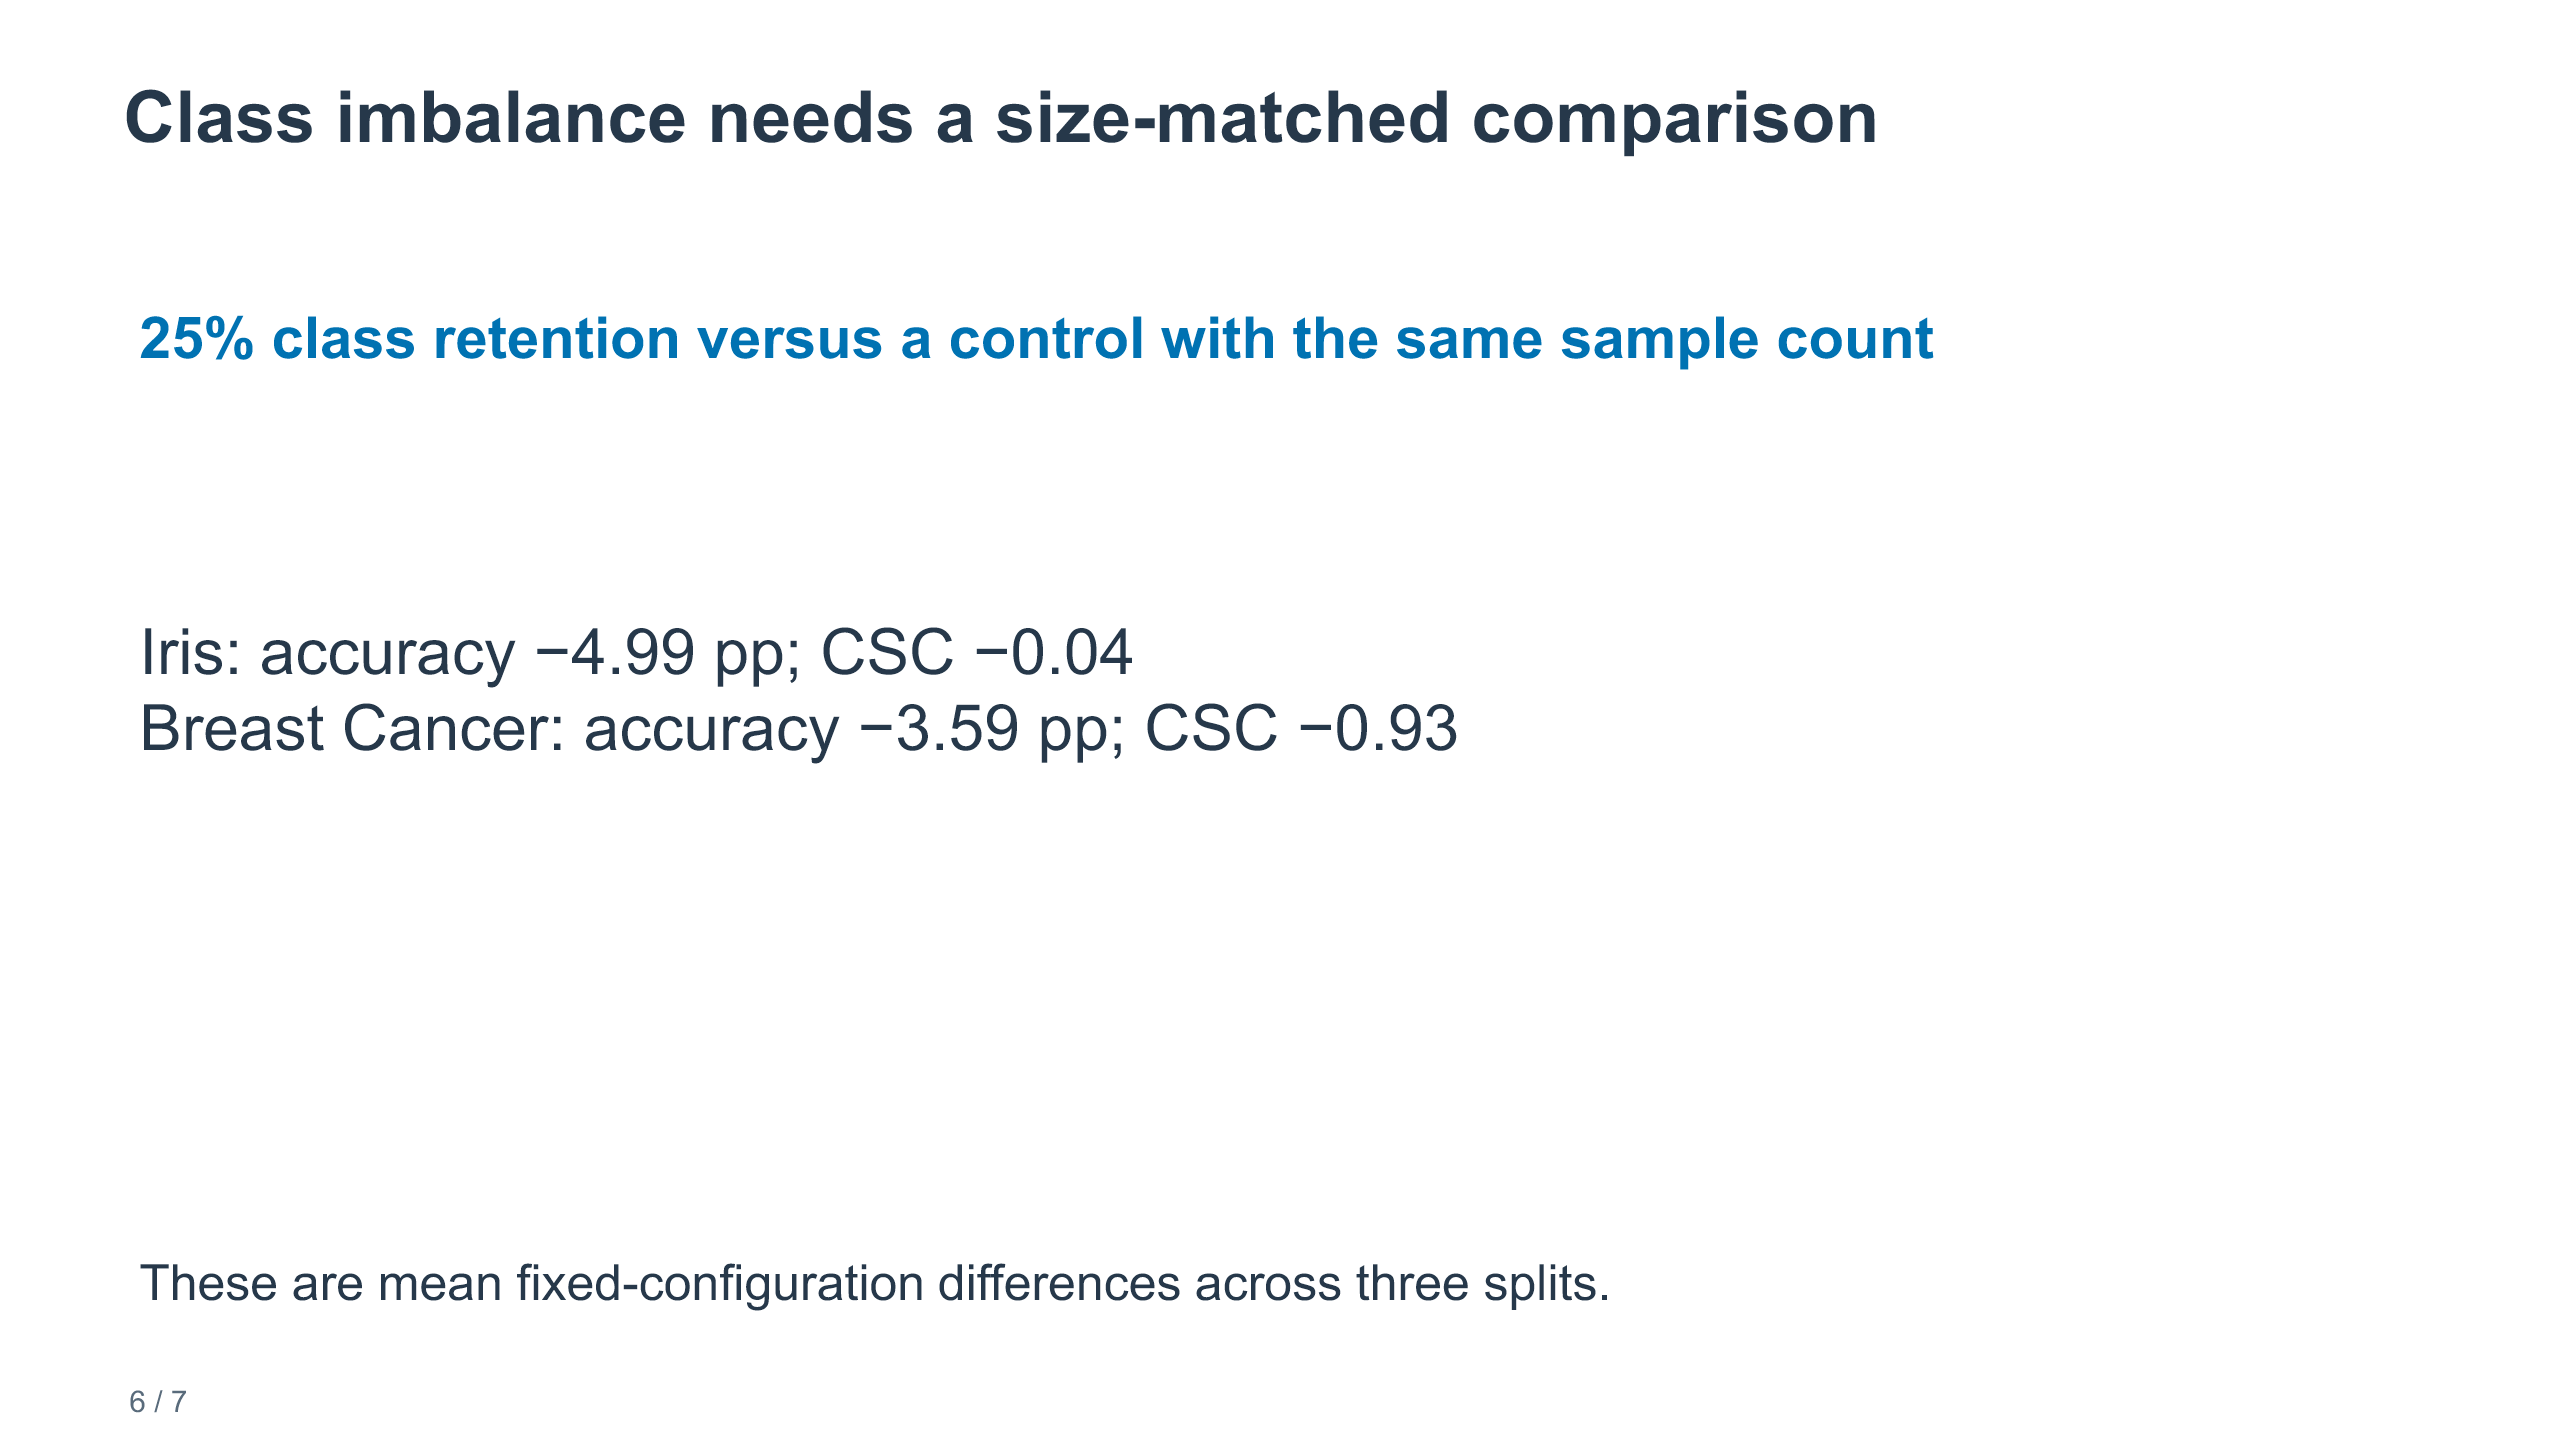 Class imbalance needs a size-matched comparison
25% class retention versus a control with the same sample count
Iris: accuracy −4.99 pp; CSC −0.04
Breast Cancer: accuracy −3.59 pp; CSC −0.93
These are mean fixed-configuration differences across three splits.
6 / 7